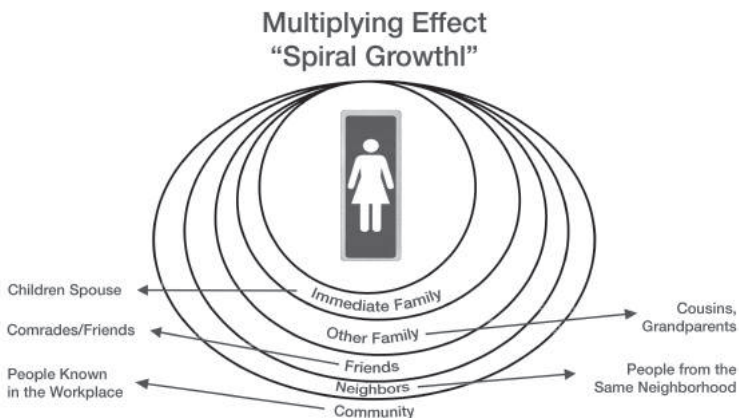 Multiplying Effect
“Spiral Growthl”
Children Spouse
Immediate Family
Other Family
Cousins,
Grandparents
Comrades/Friends
Friends
People Known
in the Workplace
Neighbors
People from the
Same Neighborhood
Community